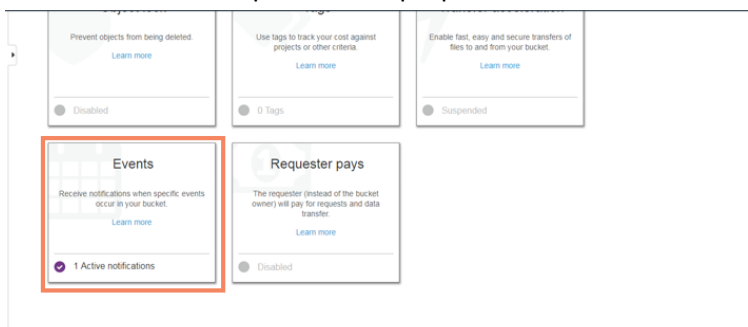 Prevent objects from being deleted.
Learn more
Disabled
Use tags to track your cost against
projects or other criteria.
Learn more
0 Tags
Enable fast, easy and secure transfers of
files to and from your bucket.
Learn more
Suspended
Events
Receive notifications when specific events
occur in your bucket.
Learn more
1 Active notifications
Requester pays
The requester (instead of the bucket
owner) will pay for requests and data
transfer.
Learn more
Disabled